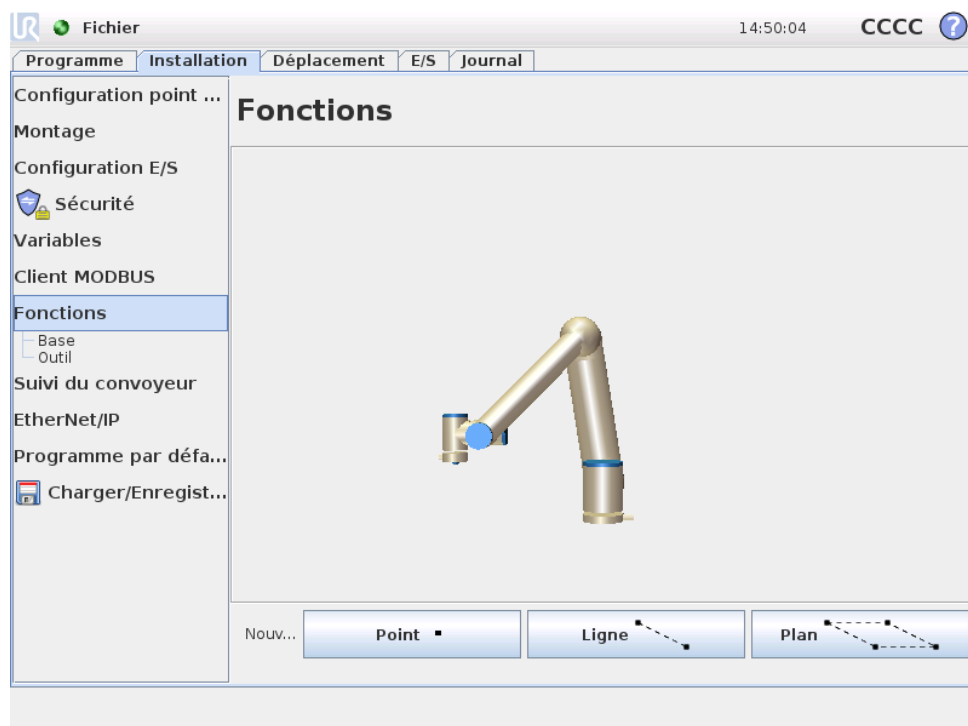 UR Fichier 14:50:04 CCCC ?
Programme Installation Déplacement E/S Journal
Configuration point ...
Montage
Configuration E/S
Sécurité
Variables
Client MODBUS
Fonctions
Base
Outil
Suivi du convoyeur
EtherNet/IP
Programme par défa...
Charger/Enregist...
Fonctions
Nouv... Point Ligne Plan